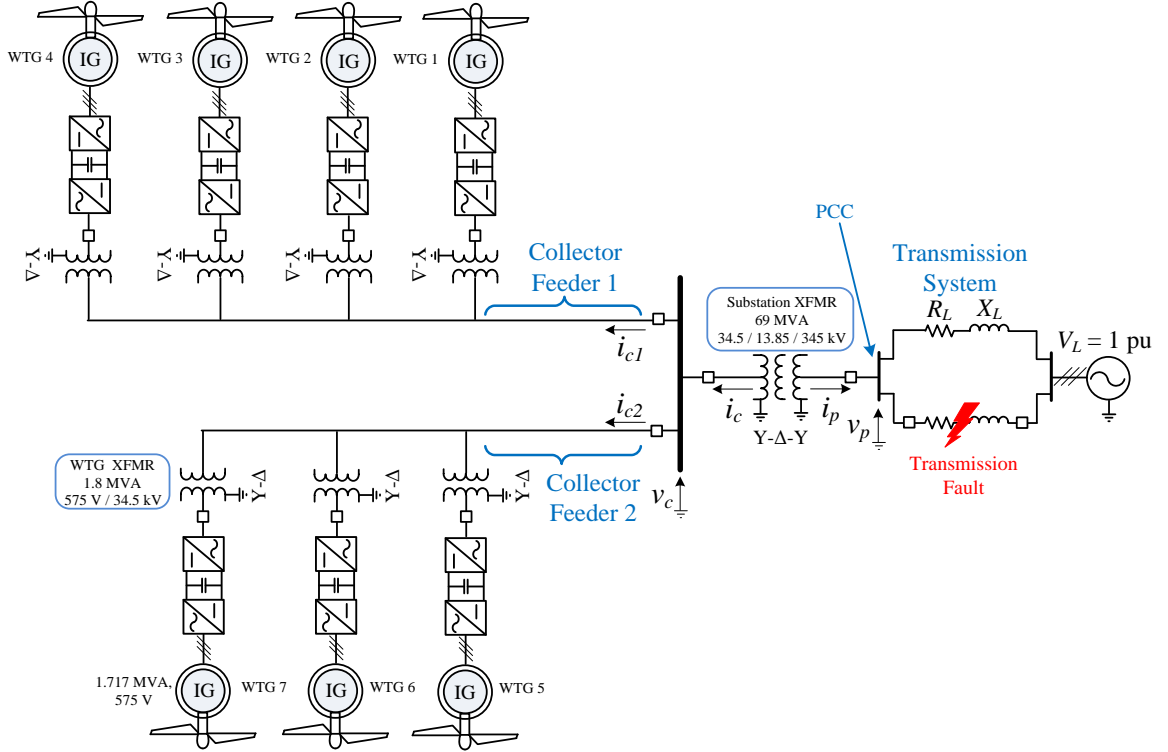 WTG 4
IG
WTG 3
IG
WTG 2
IG
WTG 1
IG
Y-Δ
Y-Δ
Y-Δ
Y-Δ
Collector
Feeder 1
i_c1
Substation XFMR
69 MVA
34.5 / 13.85 / 345 kV
i_c
i_p
Y-Δ-Y
PCC
v_p
Transmission
System
R_L
X_L
V_L = 1 pu
Transmission
Fault
i_c2
Collector
Feeder 2
v_c
WTG XFMR
1.8 MVA
575 V / 34.5 kV
Y-Δ
Y-Δ
Y-Δ
1.717 MVA,
575 V
IG
WTG 7
IG
WTG 6
IG
WTG 5